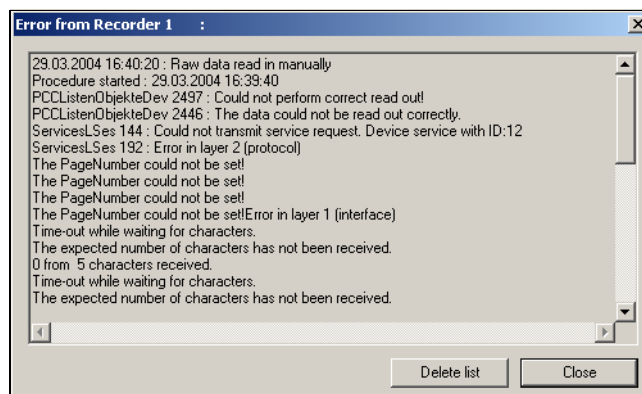 Error from Recorder 1 :
29.03.2004 16:40:20 : Raw data read in manually
Procedure started : 29.03.2004 16:39:40
PCCListenObjekteDev 2497 : Could not perform correct read out!
PCCListenObjekteDev 2446 : The data could not be read out correctly.
ServicesLSes 144 : Could not transmit service request. Device service with ID:12
ServicesLSes 192 : Error in layer 2 (protocol)
The PageNumber could not be set!
The PageNumber could not be set!
The PageNumber could not be set!
The PageNumber could not be set!Error in layer 1 (interface)
Time-out while waiting for characters.
The expected number of characters has not been received.
0 from  5 characters received.
Time-out while waiting for characters.
The expected number of characters has not been received.
Delete list
Close